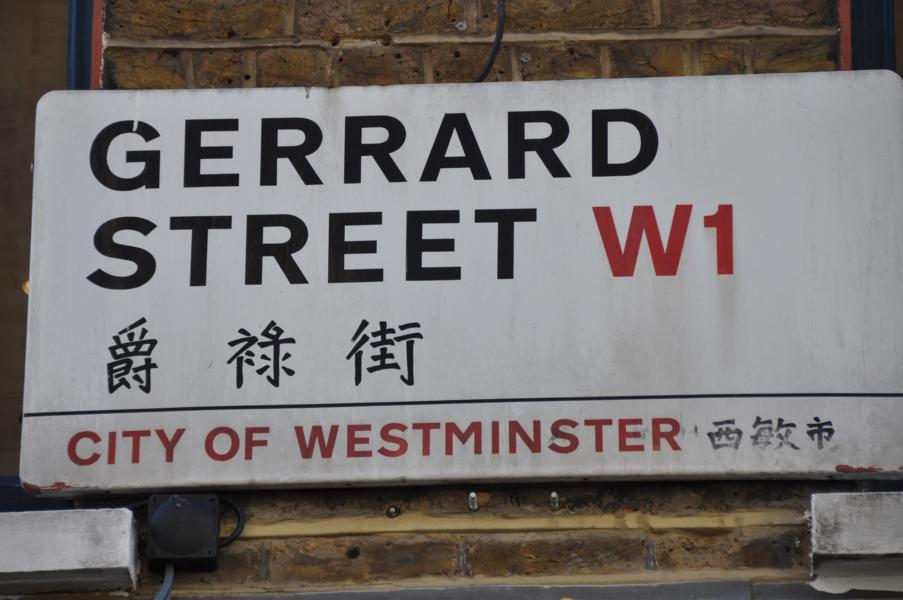 GERRARD
STREET W1
爵祿街
CITY OF WESTMINSTER 西敏市